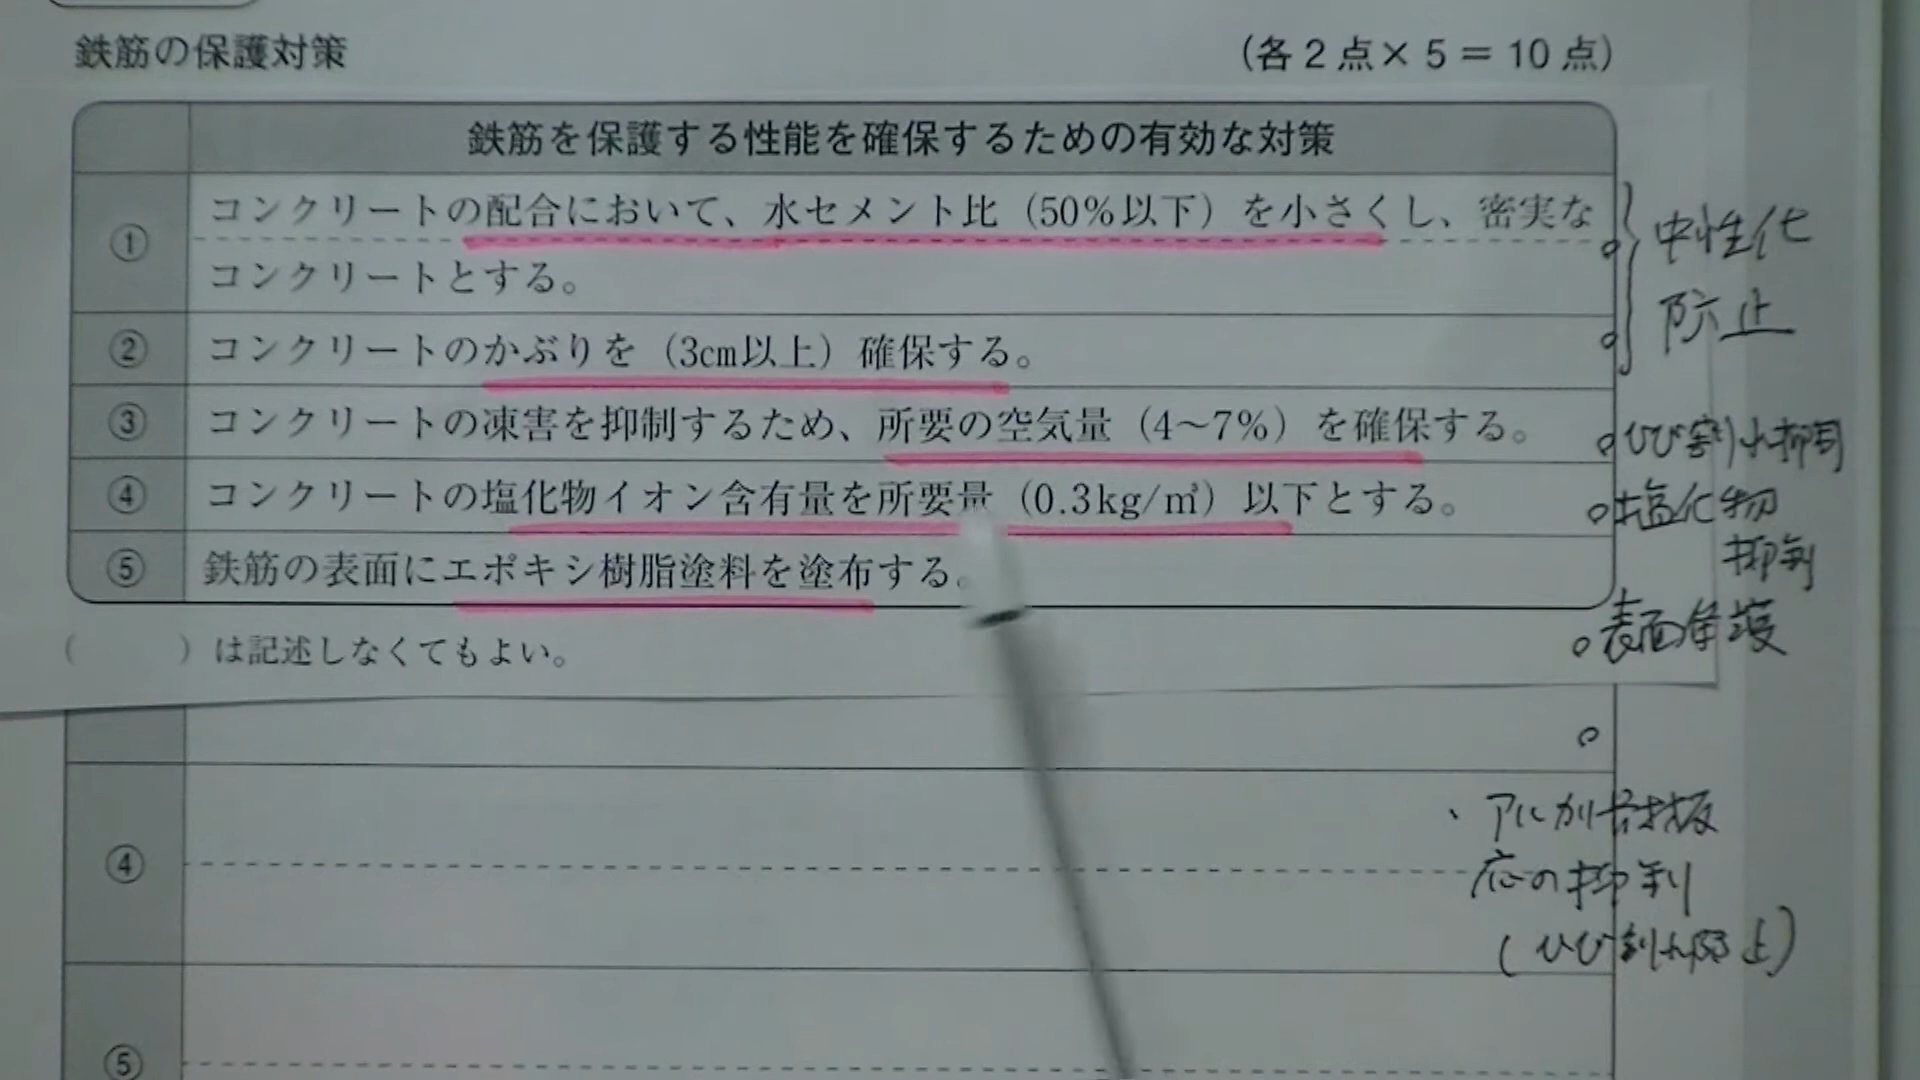 鉄筋の保護対策
(各2点×5＝10点)
鉄筋を保護する性能を確保するための有効な対策
① コンクリートの配合において、水セメント比（50%以下）を小さくし、密実な
コンクリートとする。
② コンクリートのかぶりを（3cm以上）確保する。
③ コンクリートの凍害を抑制するため、所要の空気量（4～7%）を確保する。
④ コンクリートの塩化物イオン含有量を所要量（0.3kg/㎥）以下とする。
⑤ 鉄筋の表面にエポキシ樹脂塗料を塗布する。
（　　）は記述しなくてもよい。
中性化
防止
ひび割れ抑制
塩化物
抑制
表面保護
④
アルカリ骨材反
応の抑制
(ひび割れ防止)
⑤